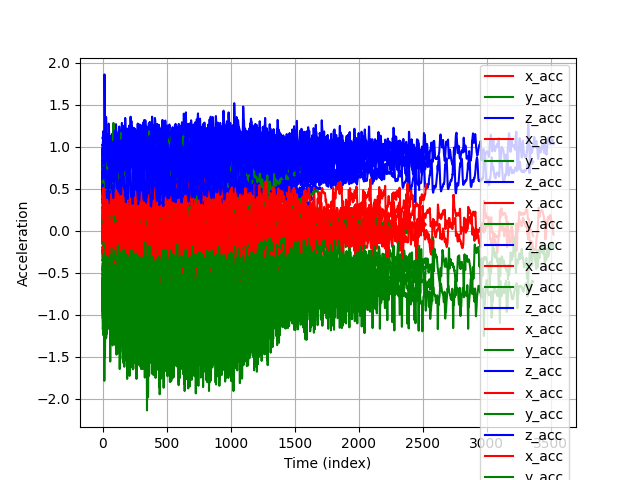 2.0
1.5
1.0
0.5
0.0
−0.5
−1.0
−1.5
−2.0
Acceleration
0
500
1000
1500
2000
2500
3000
3500
Time (index)
x_acc
y_acc
z_acc
x_acc
y_acc
z_acc
x_acc
y_acc
z_acc
x_acc
y_acc
z_acc
x_acc
y_acc
z_acc
x_acc
y_acc
z_acc
x_acc
y_acc